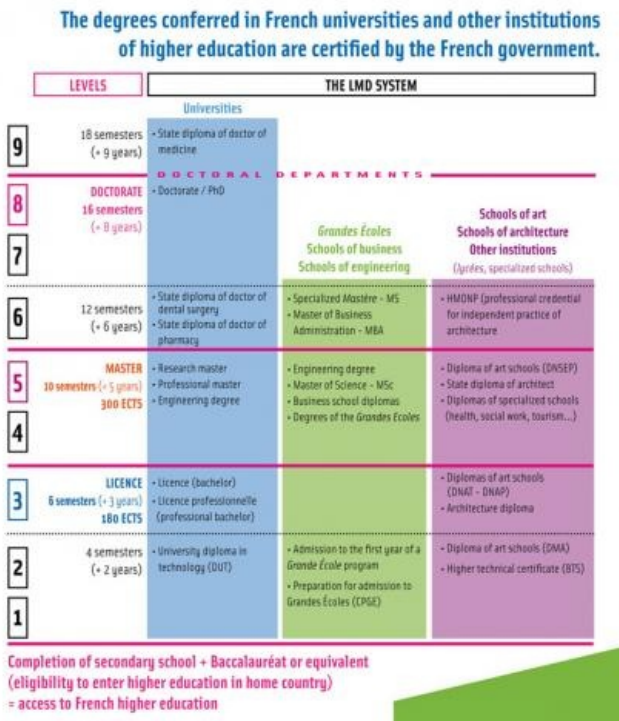 The degrees conferred in French universities and other institutions
of higher education are certified by the French government.
LEVELS
THE LMD SYSTEM
Universities
9
18 semesters
(+ 9 years)
• State diploma of doctor of
medicine
DOCTORAL DEPARTMENTS
8
DOCTORATE
16 semesters
(+ 8 years)
• Doctorate / PhD
7
Grandes Écoles
Schools of business
Schools of engineering
Schools of art
Schools of architecture
Other institutions
(lycées, specialized schools)
6
12 semesters
(+ 6 years)
• State diploma of doctor of
dental surgery
• State diploma of doctor of
pharmacy
• Specialized Mastère - MS
• Master of Business
Administration - MBA
• HMONP (professional credential
for independent practice of
architecture
5
MASTER
10 semesters (+ 5 years)
300 ECTS
• Research master
• Professional master
• Engineering degree
• Engineering degree
• Master of Science - MSc
• Business school diplomas
• Degrees of the Grandes Ecoles
• Diploma of art schools (DNSEP)
• State diploma of architect
• Diplomas of specialized schools
(health, social work, tourism...)
4
3
LICENCE
6 semesters (+ 3 years)
180 ECTS
• Licence (bachelor)
• Licence professionnelle
(professional bachelor)
• Diplomas of art schools
(DNAT - DNAP)
• Architecture diploma
2
4 semesters
(+ 2 years)
• University diploma in
technology (DUT)
• Admission to the first year of a
Grande École program
• Preparation for admission to
Grandes Écoles (CPGE)
• Diploma of art schools (DMA)
• Higher technical certificate (BTS)
1
Completion of secondary school + Baccalauréat or equivalent
(eligibility to enter higher education in home country)
= access to French higher education